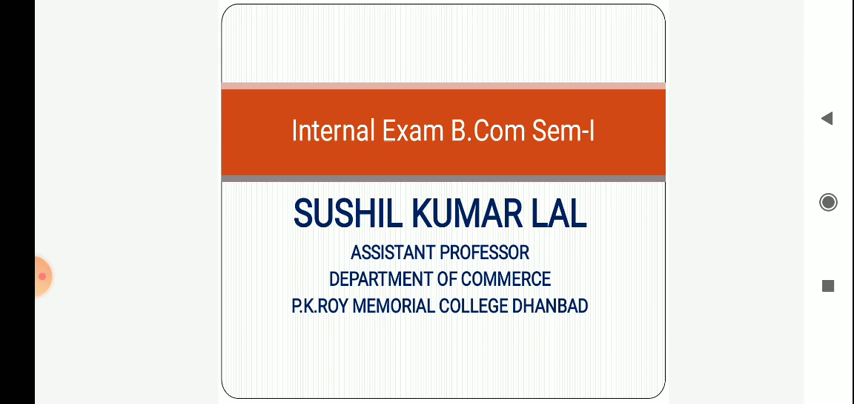 Internal Exam B.Com Sem-I
SUSHIL KUMAR LAL
ASSISTANT PROFESSOR
DEPARTMENT OF COMMERCE
P.K.ROY MEMORIAL COLLEGE DHANBAD